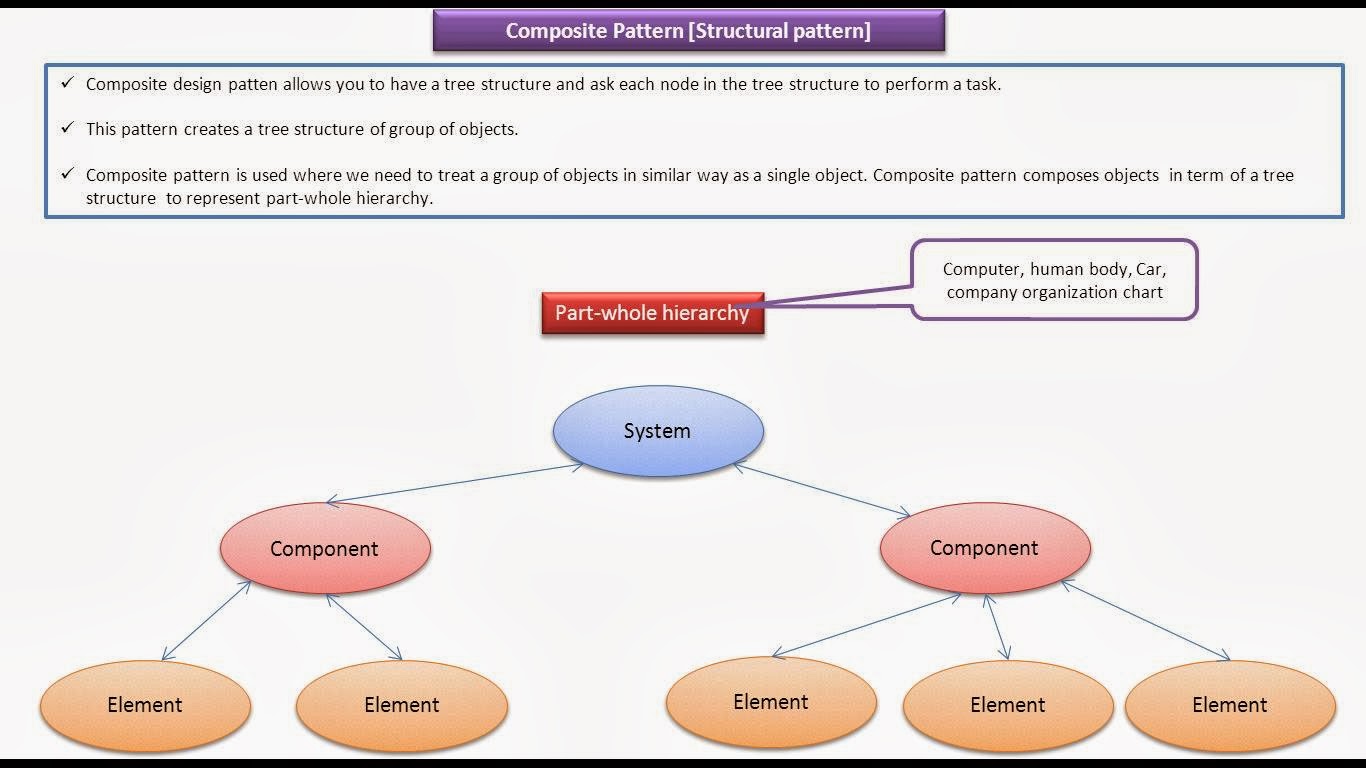 Composite Pattern [Structural pattern]
✓ Composite design patten allows you to have a tree structure and ask each node in the tree structure to perform a task.
✓ This pattern creates a tree structure of group of objects.
✓ Composite pattern is used where we need to treat a group of objects in similar way as a single object. Composite pattern composes objects in term of a tree
structure to represent part-whole hierarchy.
Computer, human body, Car,
company organization chart
Part-whole hierarchy
System
Component
Component
Element
Element
Element
Element
Element